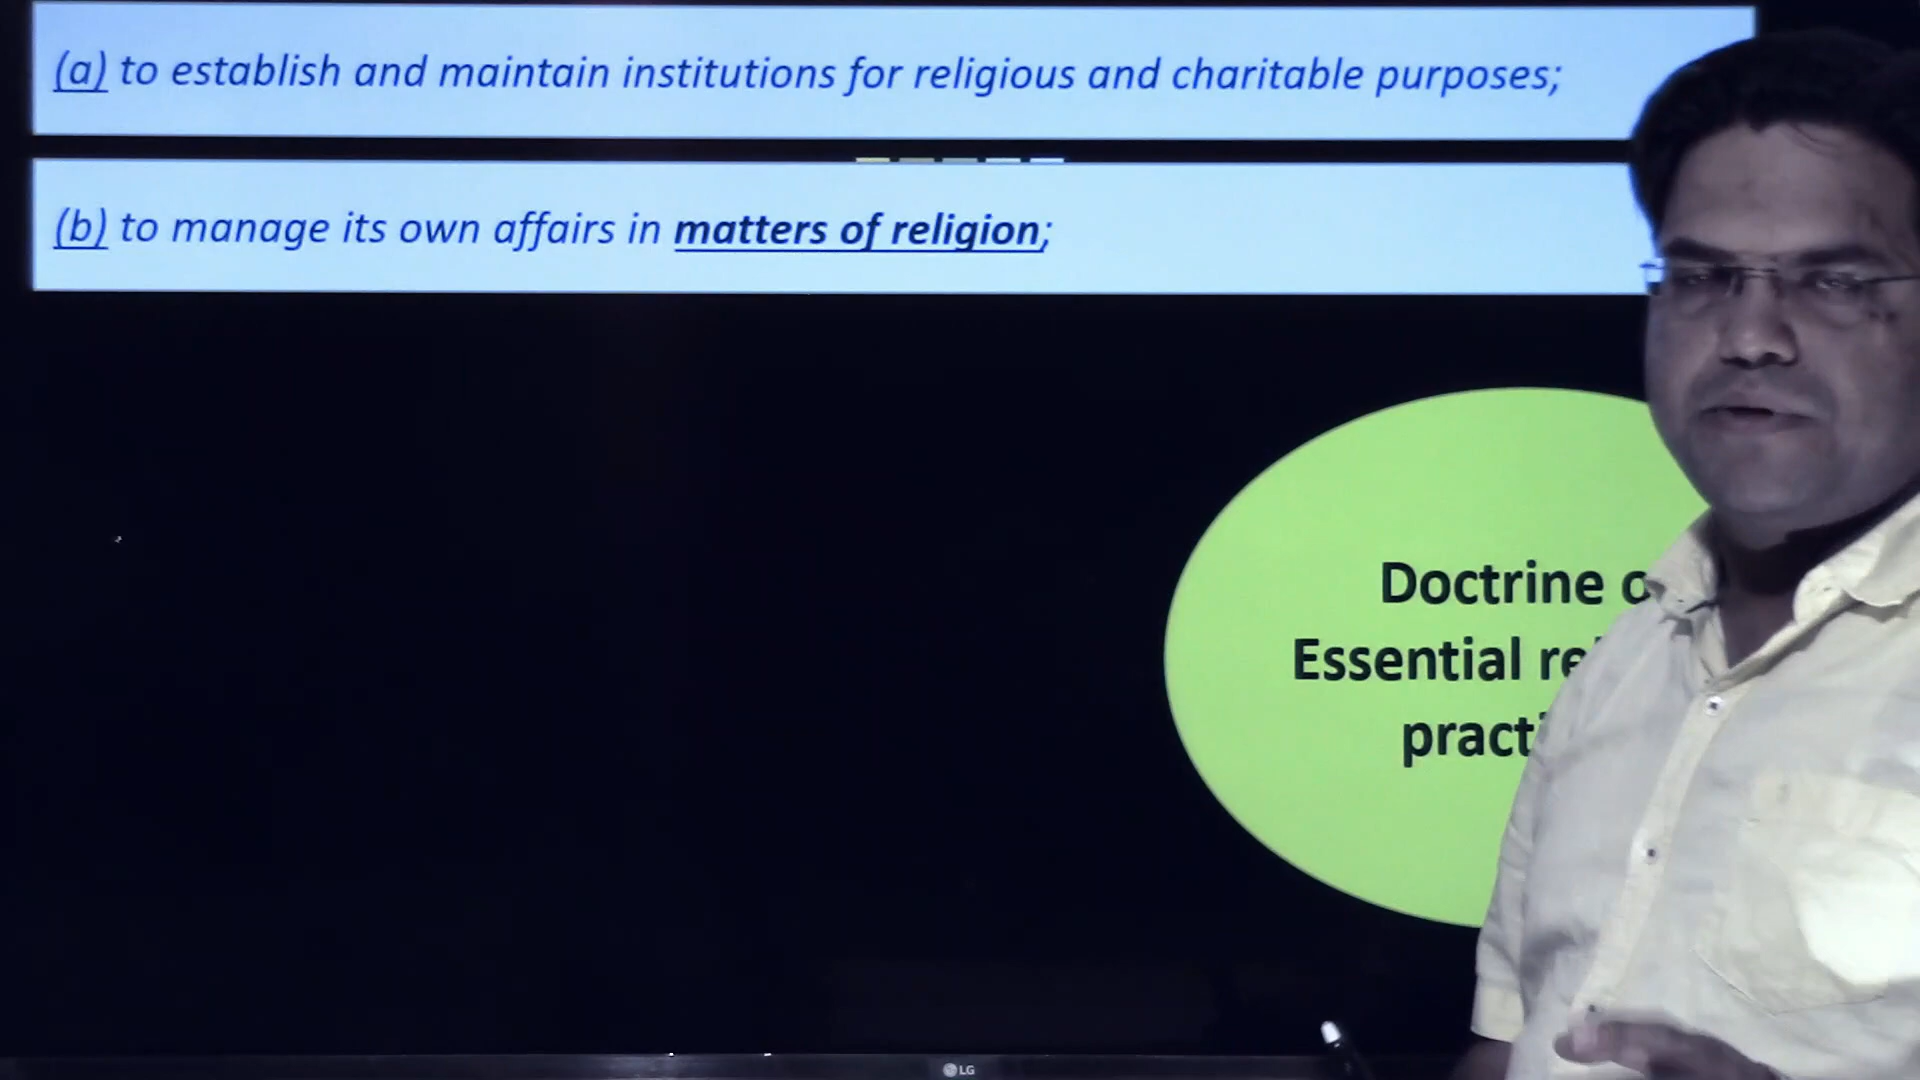 (a) to establish and maintain institutions for religious and charitable purposes;
(b) to manage its own affairs in matters of religion;
Doctrine
Essential
LG